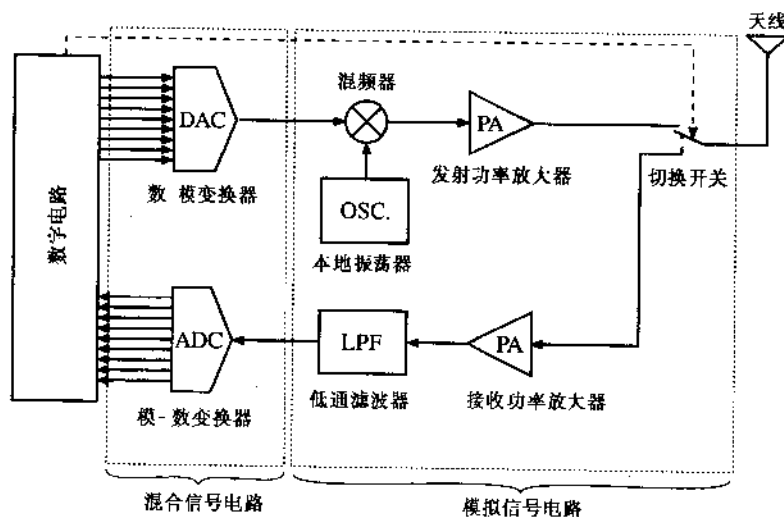 天线
混频器
DAC
PA
数 模变换器
发射功率放大器
切换开关
OSC.
本地振荡器
数字电路
ADC
LPF
PA
模-数变换器
低通滤波器
接收功率放大器
混合信号电路
模拟信号电路